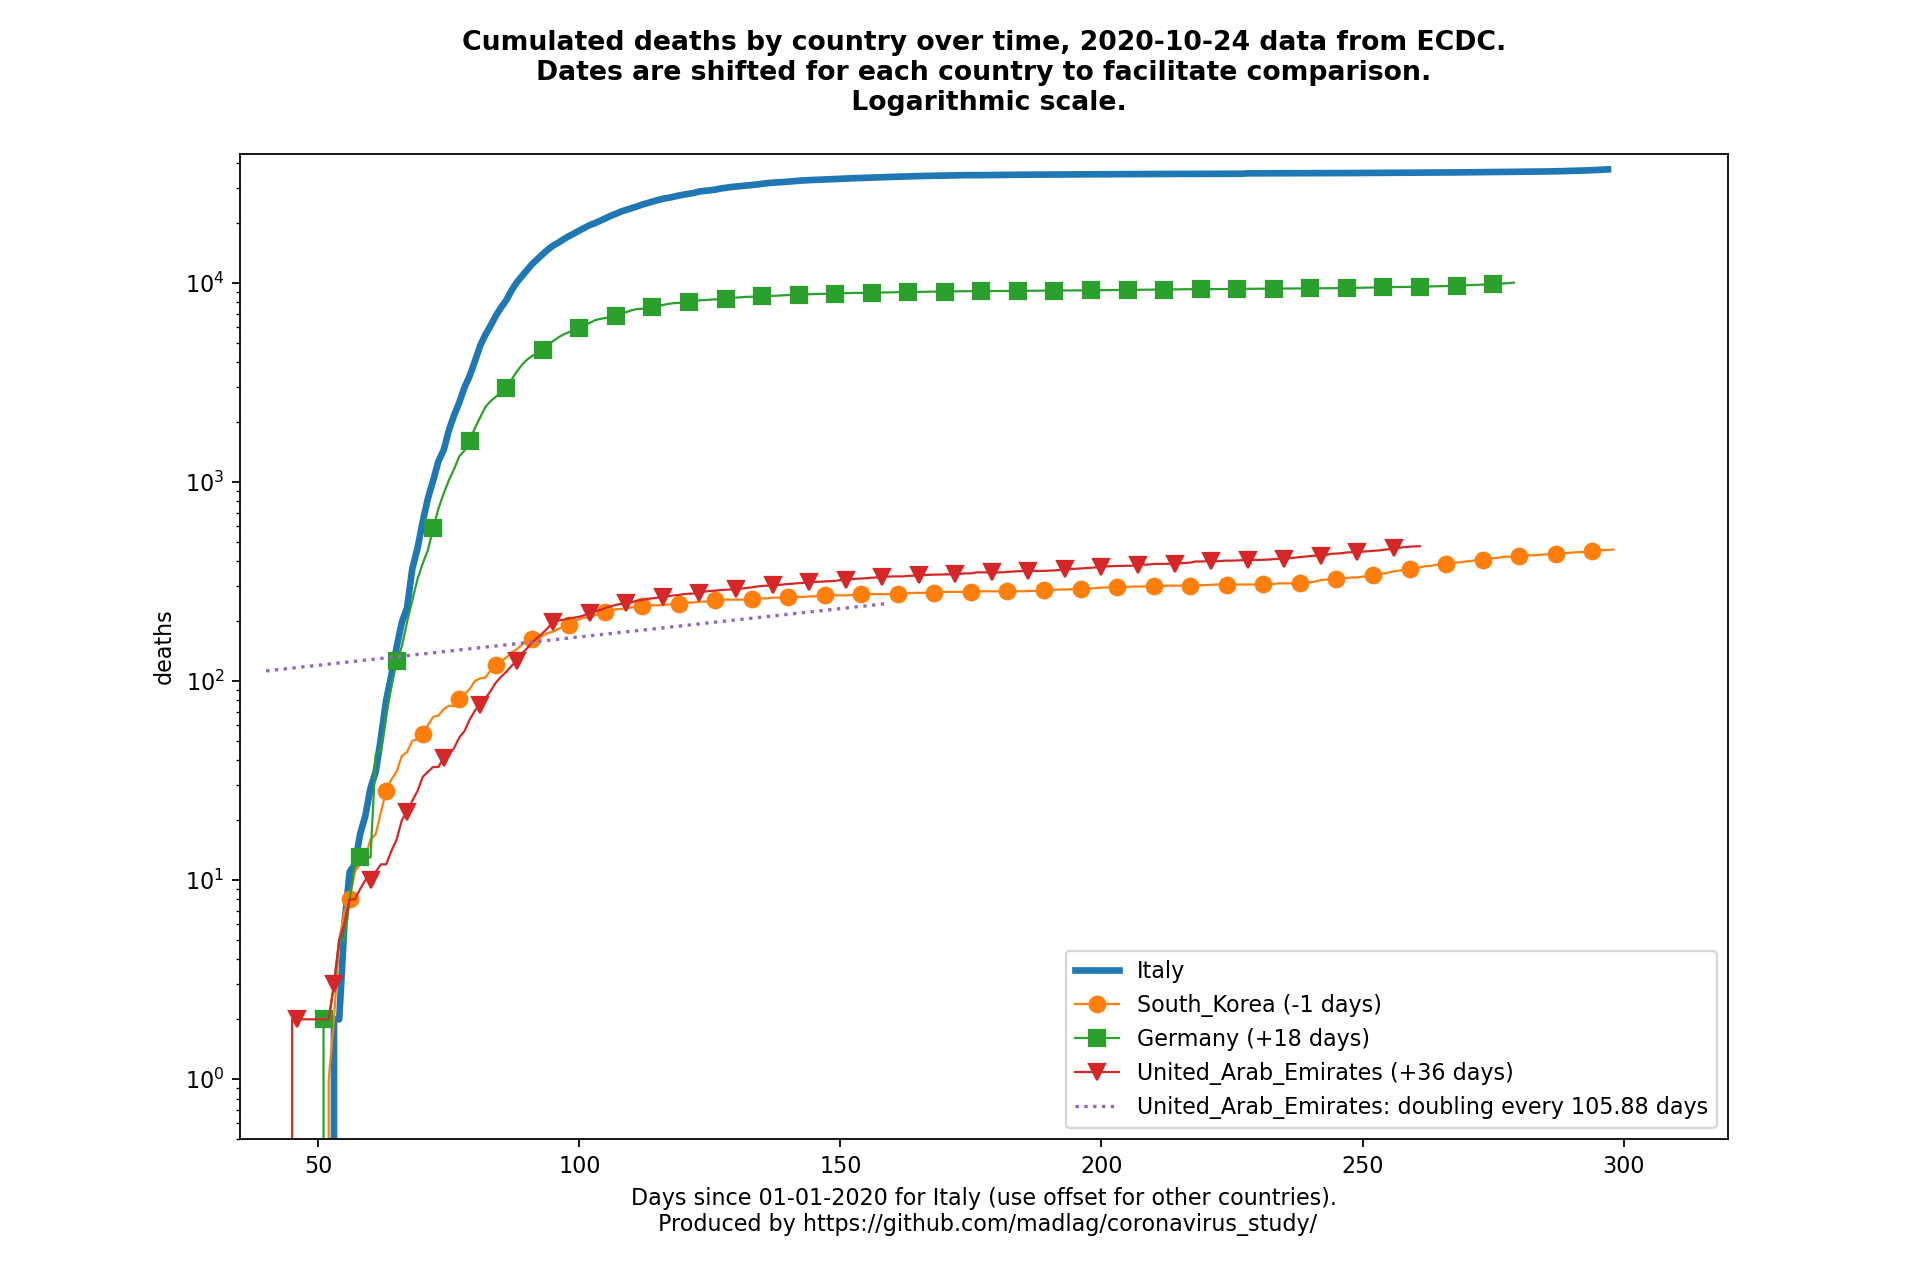 Cumulated deaths by country over time, 2020-10-24 data from ECDC.
Dates are shifted for each country to facilitate comparison.
Logarithmic scale.
deaths
10^4
10^3
10^2
10^1
10^0
Italy
South_Korea (-1 days)
Germany (+18 days)
United_Arab_Emirates (+36 days)
United_Arab_Emirates: doubling every 105.88 days
50 100 150 200 250 300
Days since 01-01-2020 for Italy (use offset for other countries).
Produced by https://github.com/madlag/coronavirus_study/